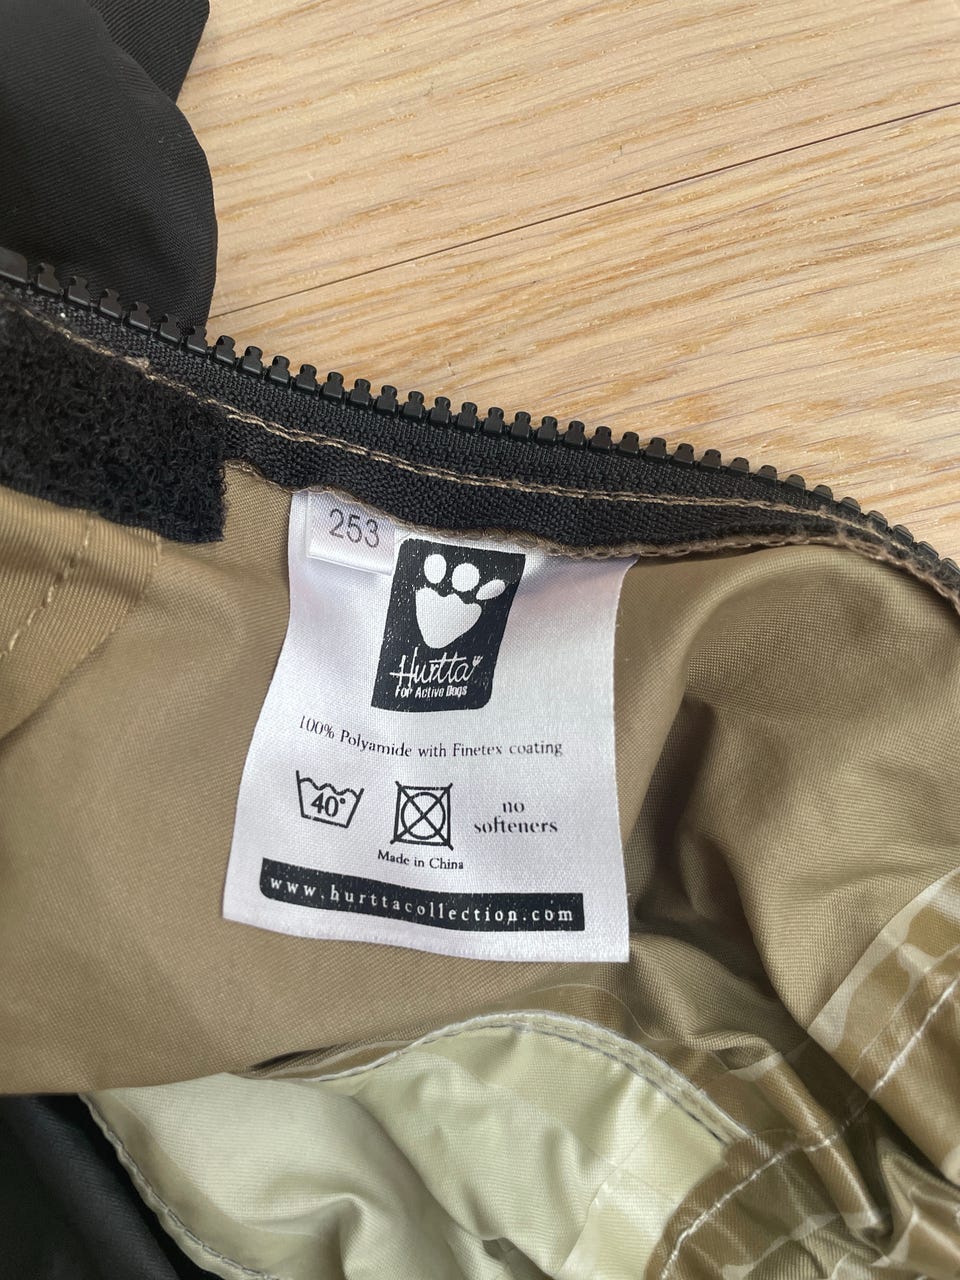 253
Hurtta
For Active Dogs
100% Polyamide with Finetex coating
40°
no
softeners
Made in China
www.hurttacollection.com